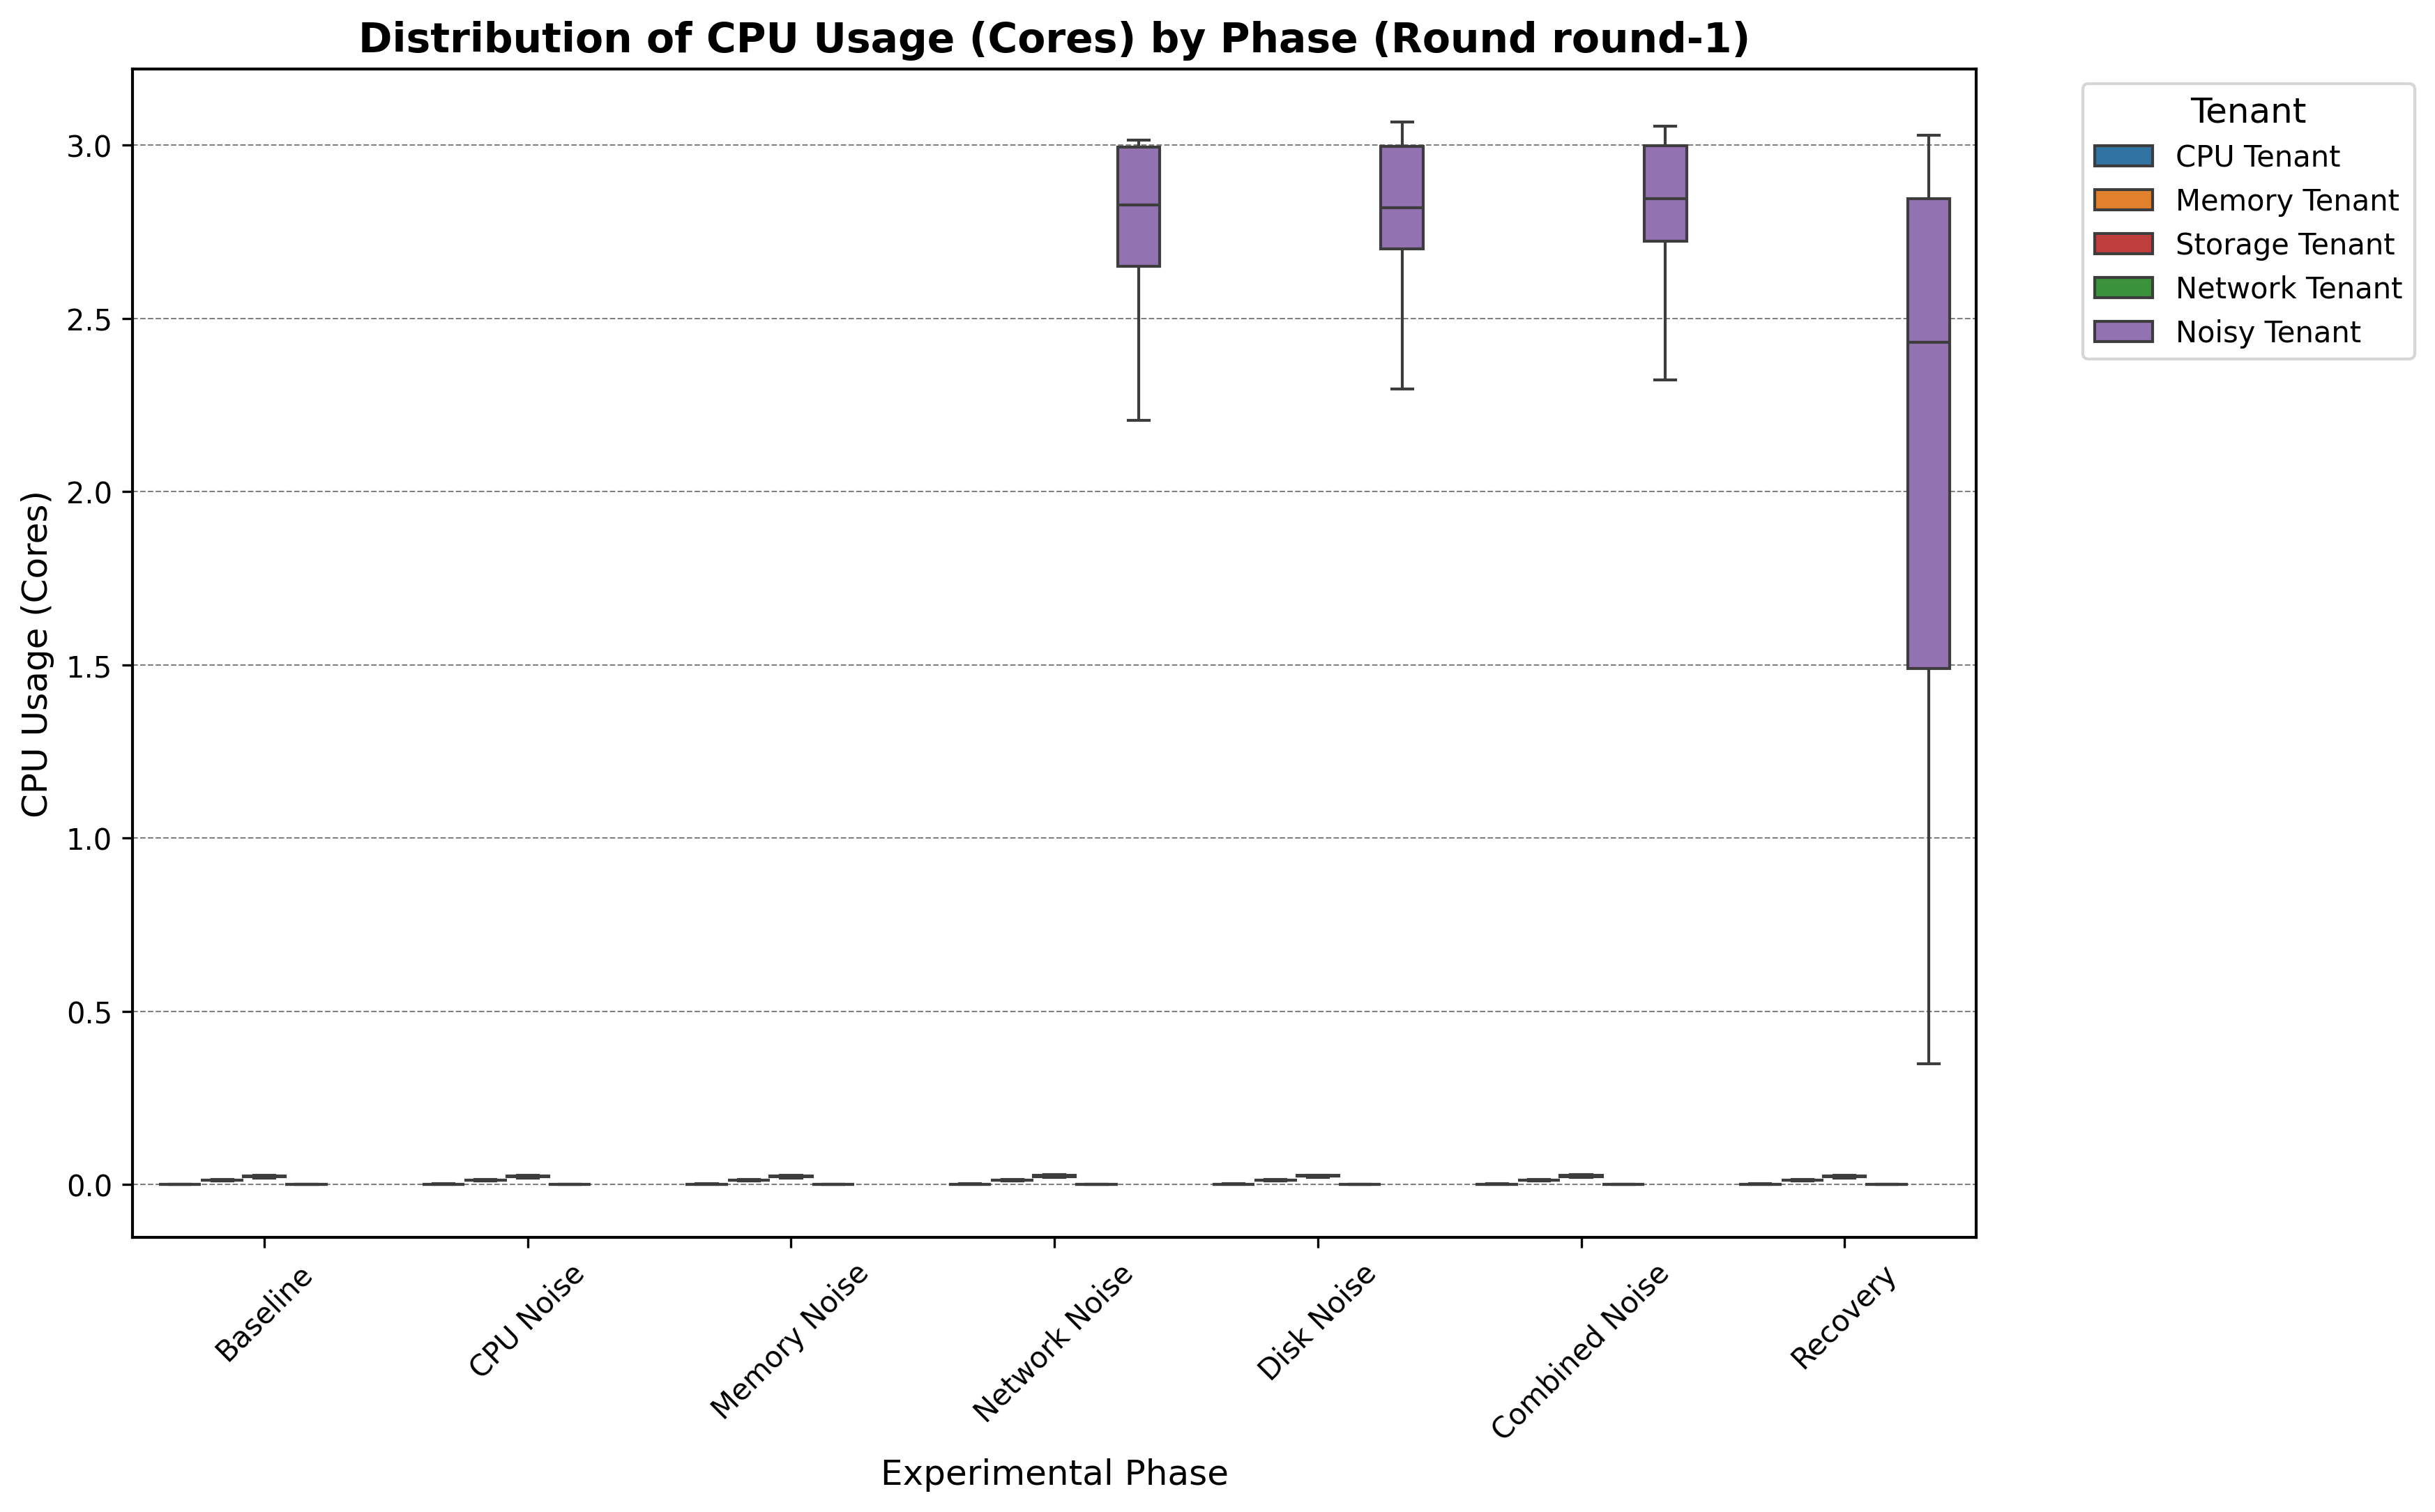 Distribution of CPU Usage (Cores) by Phase (Round round-1)
CPU Usage (Cores)
3.0
2.5
2.0
1.5
1.0
0.5
0.0
Baseline
CPU Noise
Memory Noise
Network Noise
Disk Noise
Combined Noise
Recovery
Experimental Phase
Tenant
CPU Tenant
Memory Tenant
Storage Tenant
Network Tenant
Noisy Tenant